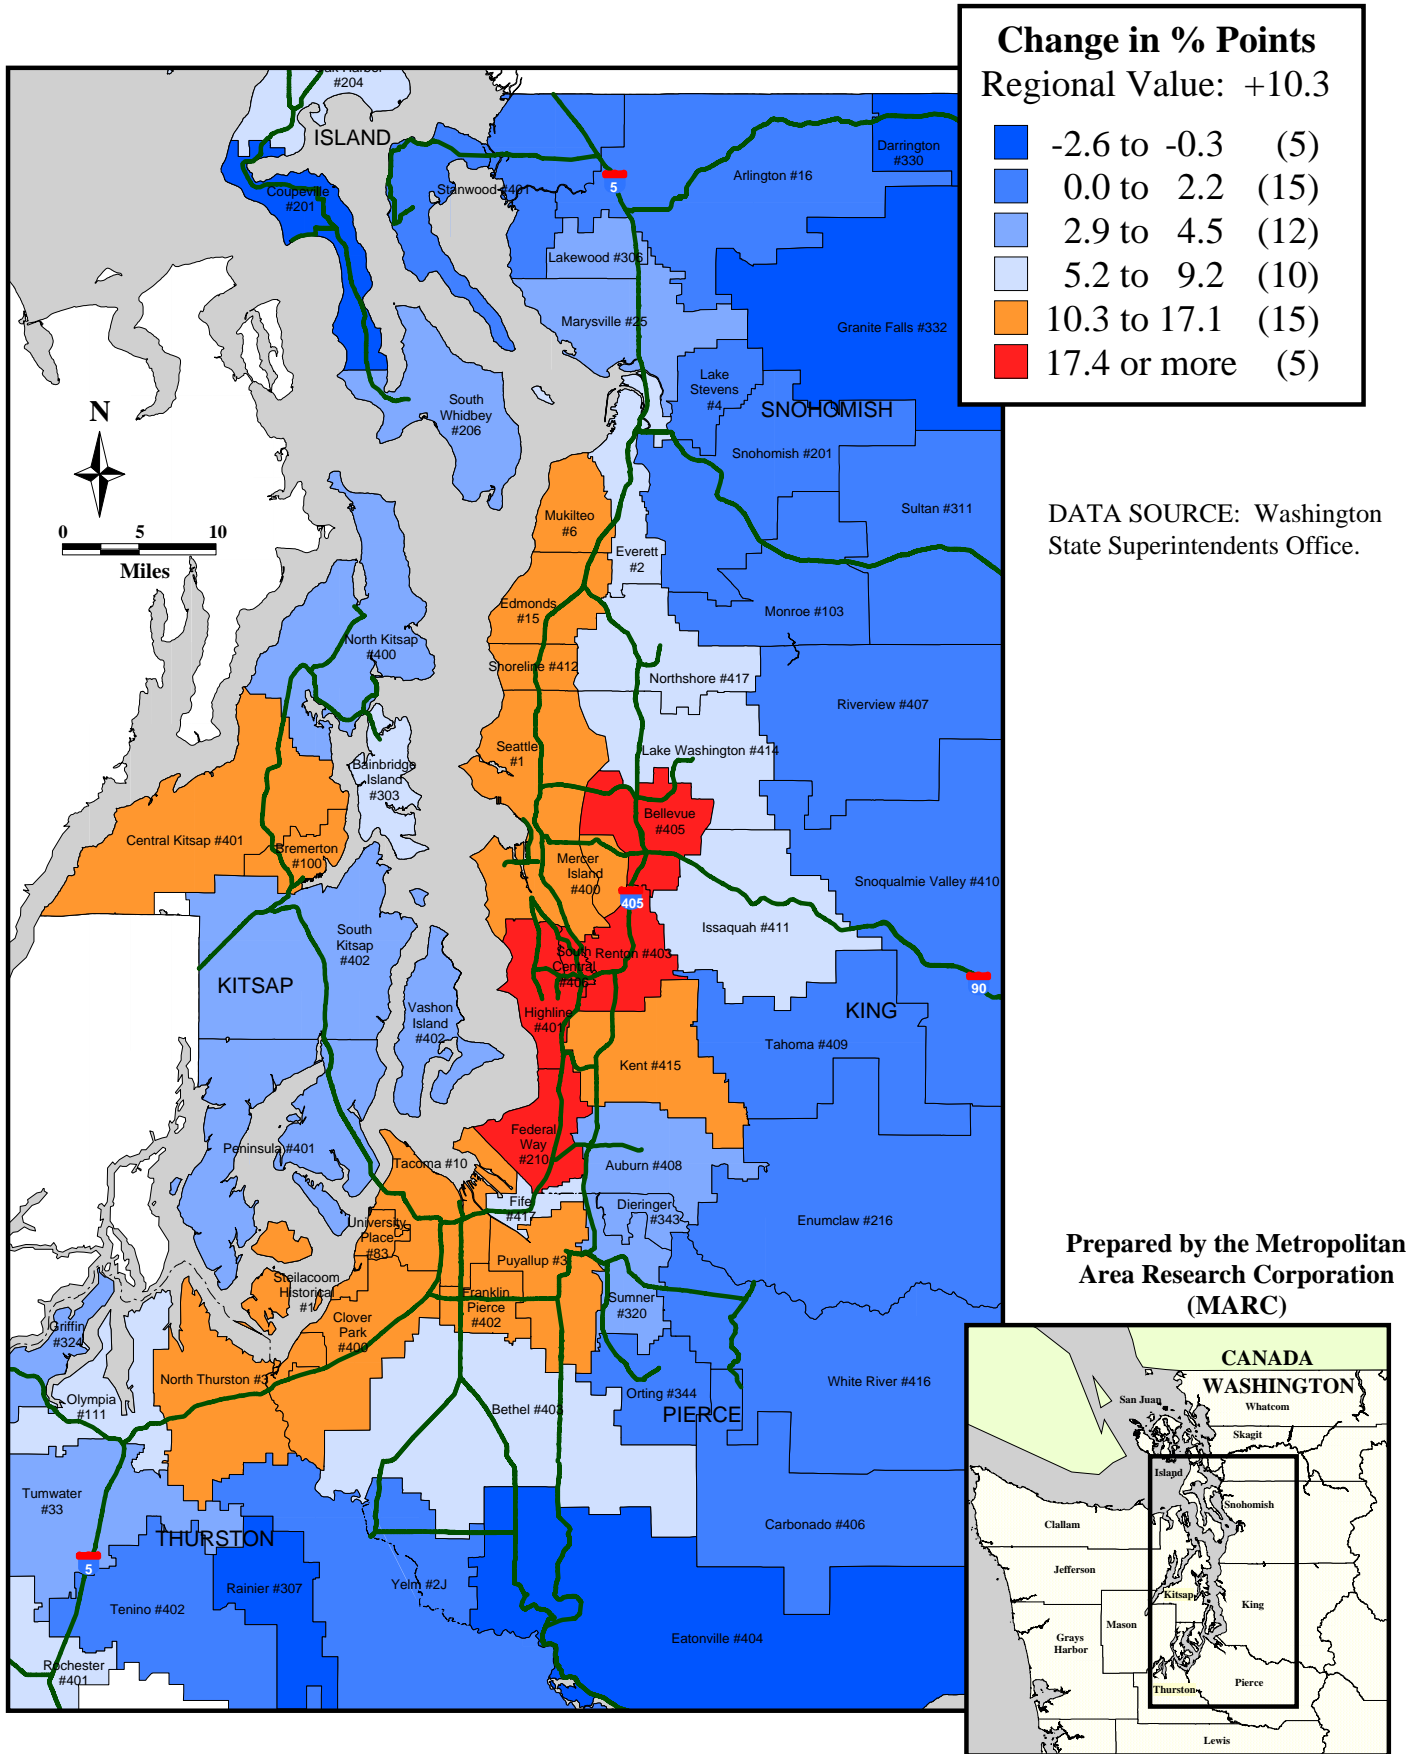 Change in % Points
Regional Value: +10.3
-2.6 to -0.3 (5)
0.0 to 2.2 (15)
2.9 to 4.5 (12)
5.2 to 9.2 (10)
10.3 to 17.1 (15)
17.4 or more (5)
DATA SOURCE: Washington
State Superintendents Office.
N
0 5 10
Miles
Oak Harbor
#204
ISLAND
Coupeville
#201
Stanwood #401
5
Arlington #16
Darrington
#330
Lakewood #306
Marysville #25
Granite Falls #332
Lake
Stevens
#4
SNOHOMISH
South
Whidbey
#206
Snohomish #201
Sultan #311
Mukilteo
#6
Everett
#2
Edmonds
#15
Monroe #103
North Kitsap
#400
Shoreline #412
Northshore #417
Riverview #407
Seattle
#1
Lake Washington #414
Bainbridge
Island
#303
Bellevue
#405
Central Kitsap #401
Bremerton
#100
Mercer
Island
#400
Snoqualmie Valley #410
405
Issaquah #411
South
Kitsap
#402
South
Central
#406
Renton #403
KITSAP
90
Vashon
Island
#402
Highline
#401
KING
Tahoma #409
Kent #415
Federal
Way
#210
Peninsula #401
Tacoma #10
Auburn #408
Fife
#417
Dieringer
#343
University
Place
#83
Enumclaw #216
Puyallup #3
Steilacoom
Historical
#1
Franklin
Pierce
#402
Sumner
#320
Clover
Park
#400
Griffin
#324
North Thurston #3
White River #416
Orting #344
Olympia
#111
Bethel #403
PIERCE
Tumwater
#33
THURSTON
Carbonado #406
5
Rainier #307
Yelm #2J
Tenino #402
Eatonville #404
Rochester
#401
Prepared by the Metropolitan
Area Research Corporation
(MARC)
CANADA
WASHINGTON
San Juan
Whatcom
Skagit
Island
Snohomish
Clallam
Jefferson
Kitsap
King
Mason
Grays
Harbor
Pierce
Thurston
Lewis